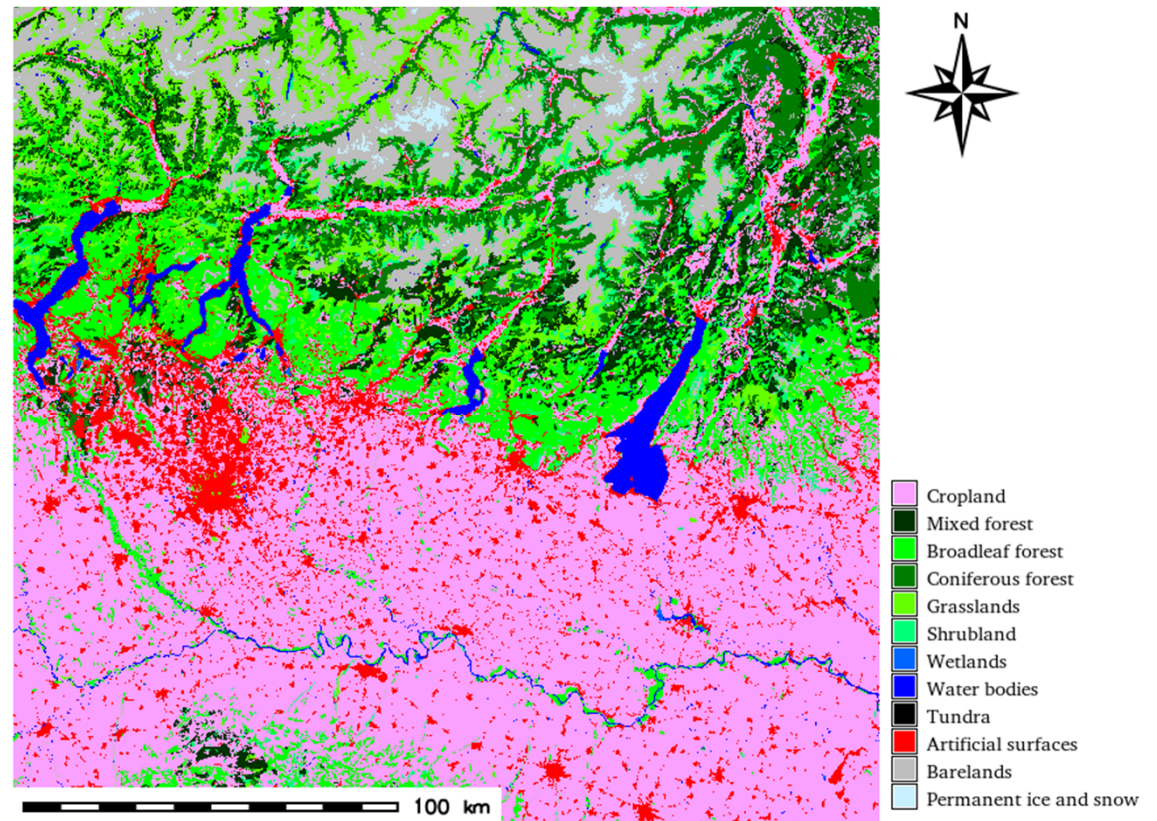 N
Cropland
Mixed forest
Broadleaf forest
Coniferous forest
Grasslands
Shrubland
Wetlands
Water bodies
Tundra
Artificial surfaces
Barelands
Permanent ice and snow
100 km